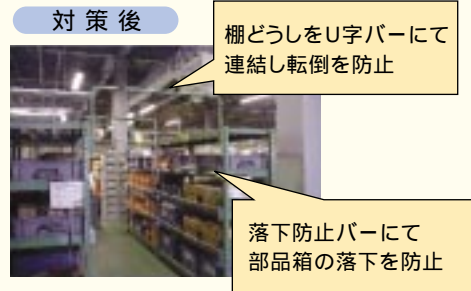 対策後
棚どうしをU字バーにて
連結し転倒を防止
落下防止バーにて
部品箱の落下を防止